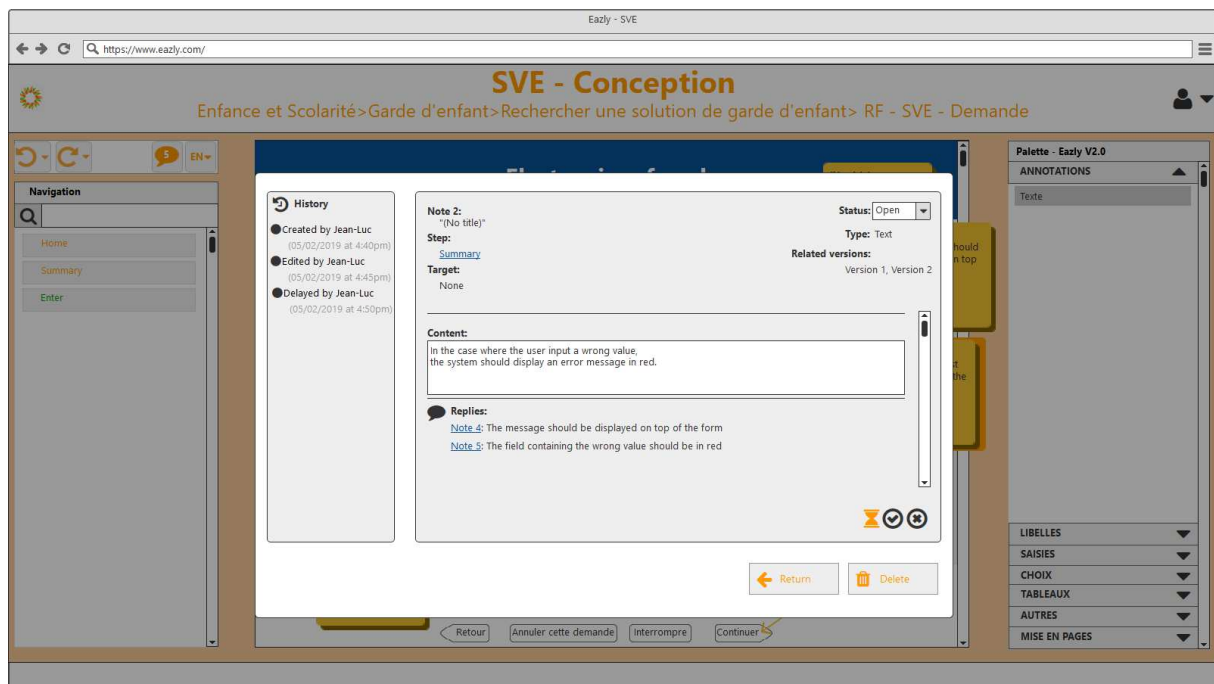 Eazly - SVE
https://www.eazly.com/
SVE - Conception
Enfance et Scolarité>Garde d'enfant>Rechercher une solution de garde d'enfant> RF - SVE - Demande
5
EN
Navigation
Home
Summary
Enter
History
Created by Jean-Luc
(05/02/2019 at 4:40pm)
Edited by Jean-Luc
(05/02/2019 at 4:45pm)
Delayed by Jean-Luc
(05/02/2019 at 4:50pm)
Note 2:
"(No title)"
Step:
Summary
Target:
None
Status: Open
Type: Text
Related versions:
Version 1, Version 2
Content:
In the case where the user input a wrong value,
the system should display an error message in red.
Replies:
Note 4: The message should be displayed on top of the form
Note 5: The field containing the wrong value should be in red
Return
Delete
hould
n top
st
the
Retour
Annuler cette demande
Interrompre
Continuer
Palette - Eazly V2.0
ANNOTATIONS
Texte
LIBELLES
SAISIES
CHOIX
TABLEAUX
AUTRES
MISE EN PAGES